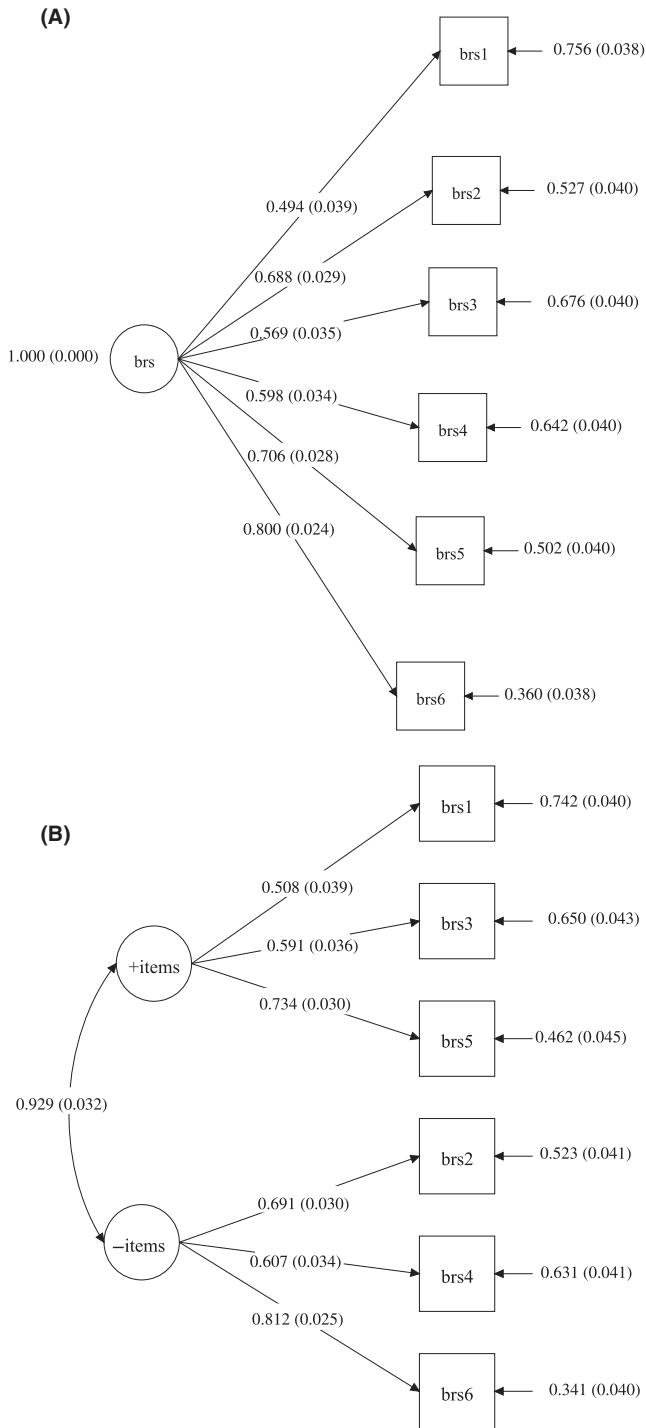 (A)
brs1
0.756 (0.038)
0.494 (0.039)
brs2
0.527 (0.040)
0.688 (0.029)
brs3
0.676 (0.040)
0.569 (0.035)
1.000 (0.000)
brs
0.598 (0.034)
brs4
0.642 (0.040)
0.706 (0.028)
brs5
0.502 (0.040)
0.800 (0.024)
brs6
0.360 (0.038)
(B)
brs1
0.742 (0.040)
0.508 (0.039)
brs3
0.650 (0.043)
0.591 (0.036)
+items
0.734 (0.030)
brs5
0.462 (0.045)
0.929 (0.032)
brs2
0.523 (0.041)
0.691 (0.030)
−items
0.607 (0.034)
brs4
0.631 (0.041)
0.812 (0.025)
brs6
0.341 (0.040)